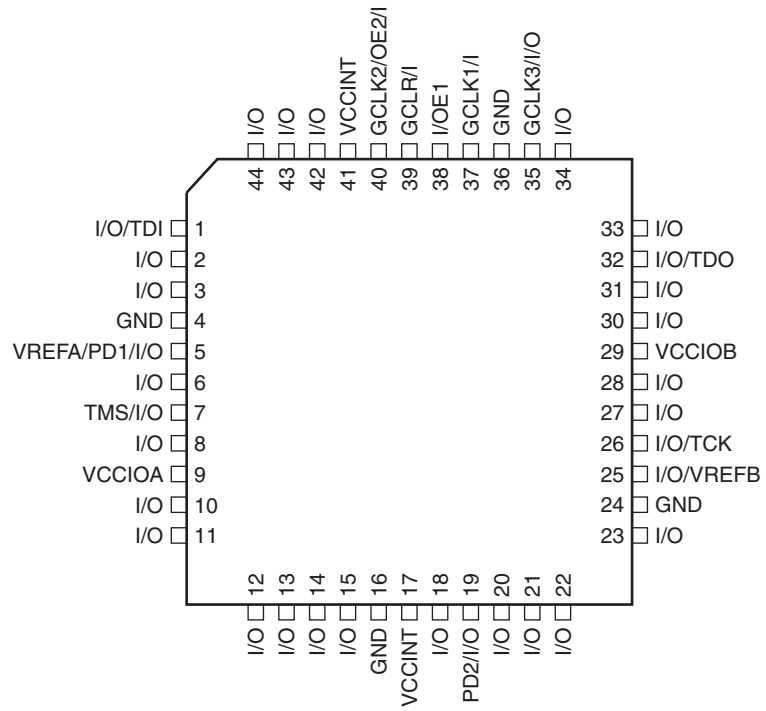 I/O
I/O
I/O
VCCINT
GCLK2/OE2/I
GCLR/I
I/OE1
GCLK1/I
GND
GCLK3/I/O
I/O
44
43
42
41
40
39
38
37
36
35
34
I/O/TDI 1
I/O 2
I/O 3
GND 4
VREFA/PD1/I/O 5
I/O 6
TMS/I/O 7
I/O 8
VCCIOA 9
I/O 10
I/O 11
33 I/O
32 I/O/TDO
31 I/O
30 I/O
29 VCCIOB
28 I/O
27 I/O
26 I/O/TCK
25 I/O/VREFB
24 GND
23 I/O
12
13
14
15
16
17
18
19
20
21
22
I/O
I/O
I/O
I/O
GND
VCCINT
I/O
PD2/I/O
I/O
I/O
I/O